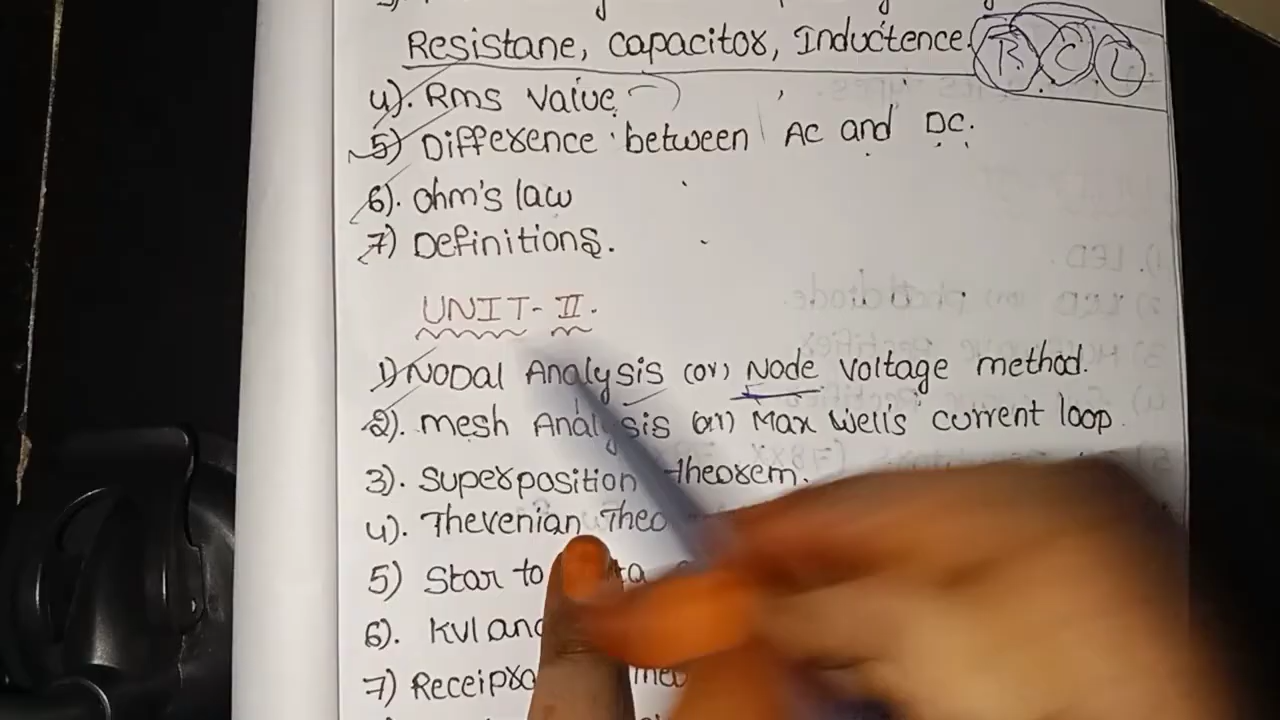 Resistane, capacitor, Inductence. R C L
4). Rms value
5) Difference between AC and DC.
6). ohm's law
7) Definitions.
UNIT-II.
1) Nodal Analysis (or) Node voltage method.
2). mesh Analysis (or) Max well's current loop.
3). superposition theorem.
4). Thevenian Theo
5) Star to
6). KVl and
7) Receipro